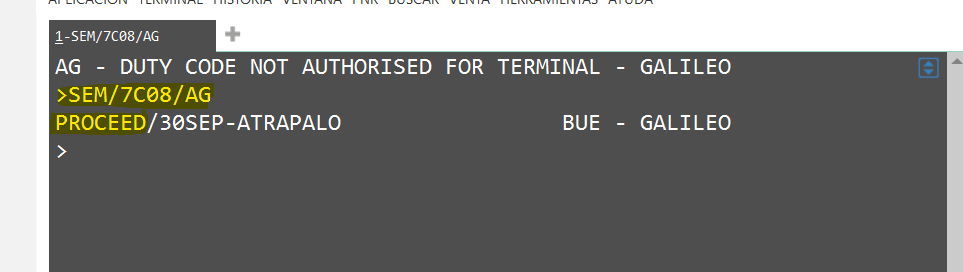 APLICACIÓN TERMINAL HISTORIA VENTANA PNR BUSCAR VENTA HERRAMIENTAS AYUDA
1-SEM/7C08/AG
AG - DUTY CODE NOT AUTHORISED FOR TERMINAL - GALILEO
>SEM/7C08/AG
PROCEED/30SEP-ATRAPALO BUE - GALILEO
>